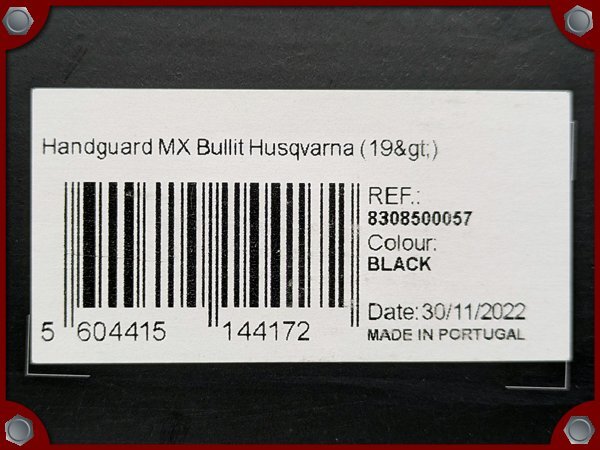 Handguard MX Bullit Husqvarna (19&gt;)
REF.:
8308500057
Colour:
BLACK
Date: 30/11/2022
MADE IN PORTUGAL
5 604415 144172